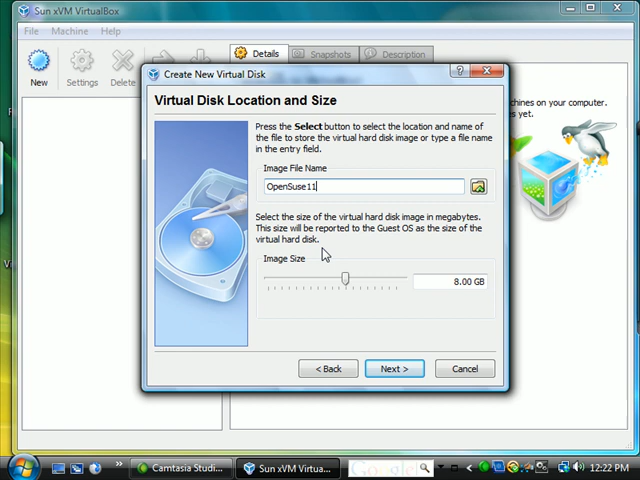 Sun xVM VirtualBox
File Machine Help
New Settings Delete
Details Snapshots Description
machines on your computer.
s yet.
Create New Virtual Disk
Virtual Disk Location and Size
Press the Select button to select the location and name of
the file to store the virtual hard disk image or type a file name
in the entry field.
Image File Name
OpenSuse11
Select the size of the virtual hard disk image in megabytes.
This size will be reported to the Guest OS as the size of the
virtual hard disk.
Image Size
8.00 GB
< Back Next > Cancel
Camtasia Studi... Sun xVM Virtua... Google 12:22 PM